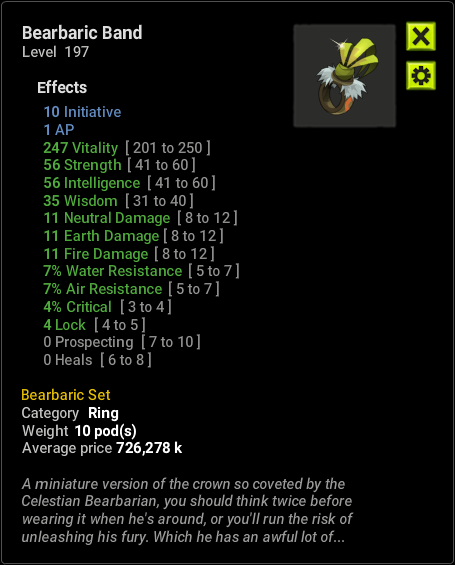 Bearbaric Band
Level 197
Effects
10 Initiative
1 AP
247 Vitality [ 201 to 250 ]
56 Strength [ 41 to 60 ]
56 Intelligence [ 41 to 60 ]
35 Wisdom [ 31 to 40 ]
11 Neutral Damage [ 8 to 12 ]
11 Earth Damage [ 8 to 12 ]
11 Fire Damage [ 8 to 12 ]
7% Water Resistance [ 5 to 7 ]
7% Air Resistance [ 5 to 7 ]
4% Critical [ 3 to 4 ]
4 Lock [ 4 to 5 ]
0 Prospecting [ 7 to 10 ]
0 Heals [ 6 to 8 ]
Bearbaric Set
Category Ring
Weight 10 pod(s)
Average price 726,278 k
A miniature version of the crown so coveted by the
Celestian Bearbarian, you should think twice before
wearing it when he's around, or you'll run the risk of
unleashing his fury. Which he has an awful lot of...